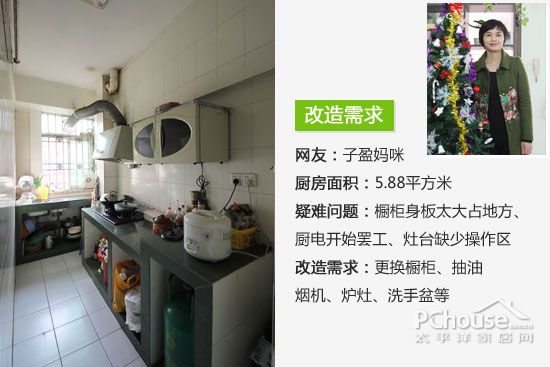 改造需求
网友：子盈妈咪
厨房面积：5.88平方米
疑难问题：橱柜身板太大占地方、
厨电开始罢工、灶台缺少操作区
改造需求：更换橱柜、抽油
烟机、炉灶、洗手盆等
PChouse.com.cn
太平洋家居网